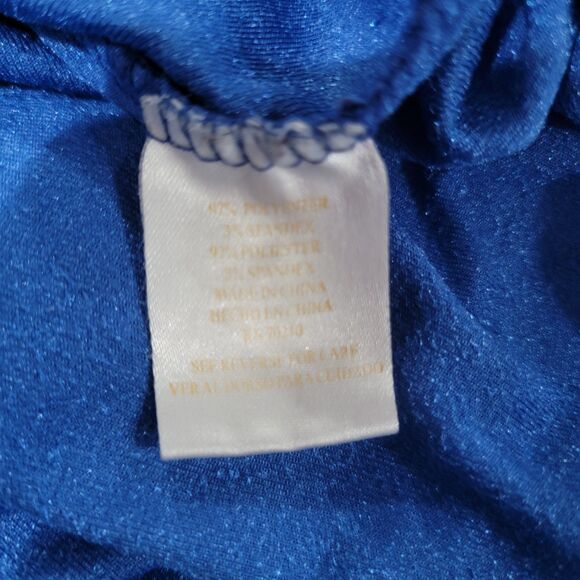 97% POLYESTER
3% SPANDEX
97% POLIESTER
3% SPANDEX
MADE IN CHINA
HECHO EN CHINA
SEE REVERSE FOR CARE
VER AL DORSO PARA CUIDADO